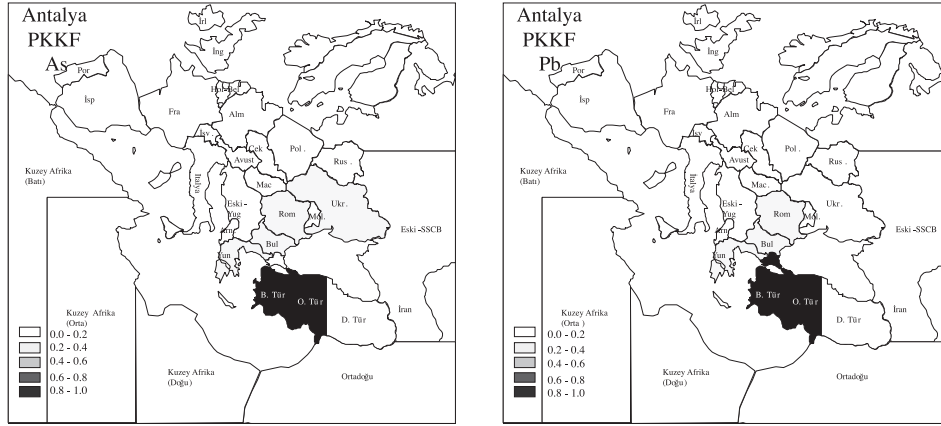 Antalya
PKKF
As
İrl
İng
Por
İsp
Fra
Hol
Bel
Alm
İsv .
Çek
Pol .
Avust
Rus .
İtalya
Mac
Ukr.
Eski-
Yug
Rom
Mol.
Arn
Bul
Yun
Kuzey Afrika
(Batı)
Eski-SSCB
B. Tür
O. Tür
D. Tür
İran
Kuzey Afrika
(Orta)
0.0 - 0.2
0.2 - 0.4
0.4 - 0.6
0.6 - 0.8
0.8 - 1.0
Kuzey Afrika
(Doğu)
Ortadoğu
Antalya
PKKF
Pb
İrl
İng
Por
İsp
Fra
Hol
Bel
Alm
İsv
Çek
Pol .
Avust
Rus .
İtalya
Mac.
Ukr.
Eski-
Yug
Rom
Mol.
Arn
Bul
Yun
Kuzey Afrika
(Batı)
Eski-SSCB
B. Tür
O. Tür
D. Tür
İran
Kuzey Afrika
(Orta )
0.0 - 0.2
0.2 - 0.4
0.4 - 0.6
0.6 - 0.8
0.8 - 1.0
Kuzey Afrika
(Doğu)
Ortadoğu